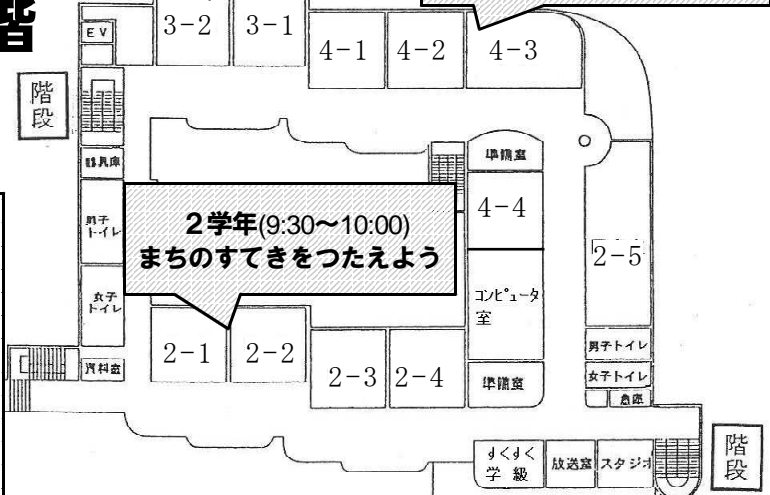 階
EV
3-2
3-1
4-1
4-2
4-3
階段
器具庫
準備室
男子
トイレ
4-4
2学年(9:30～10:00)
まちのすてきをつたえよう
2-5
女子
トイレ
コンピュータ
室
2-1
2-2
2-3
2-4
資料室
準備室
男子トイレ
女子トイレ
倉庫
すくすく
学級
放送室
スタジオ
階段